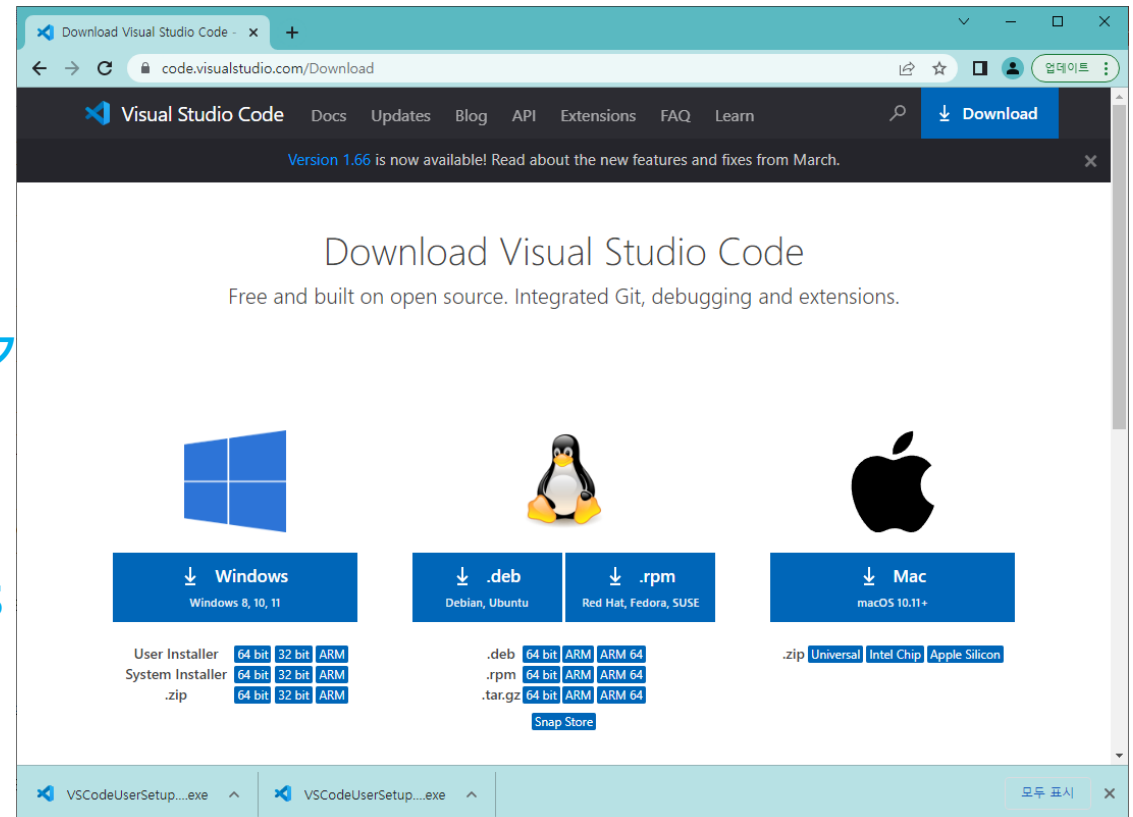 Download Visual Studio Code -
code.visualstudio.com/Download
업데이트
Visual Studio Code Docs Updates Blog API Extensions FAQ Learn Download
Version 1.66 is now available! Read about the new features and fixes from March.
Download Visual Studio Code
Free and built on open source. Integrated Git, debugging and extensions.
Windows
Windows 8, 10, 11
.deb
Debian, Ubuntu
.rpm
Red Hat, Fedora, SUSE
Mac
macOS 10.11+
User Installer 64 bit 32 bit ARM
System Installer 64 bit 32 bit ARM
.zip 64 bit 32 bit ARM
.deb 64 bit ARM ARM 64
.rpm 64 bit ARM ARM 64
.tar.gz 64 bit ARM ARM 64
Snap Store
.zip Universal Intel Chip Apple Silicon
VSCodeUserSetup....exe VSCodeUserSetup....exe 모두 표시